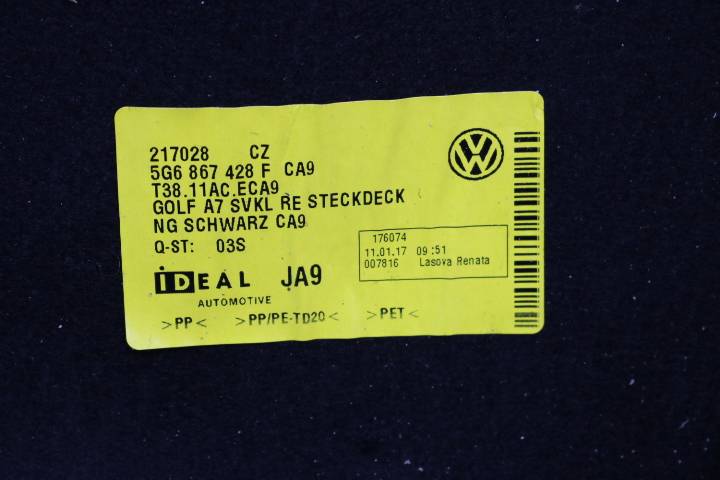 217028 CZ
5G6 867 428 F CA9
T38.11AC.ECA9
GOLF A7 SVKL RE STECKDECK
NG SCHWARZ CA9
Q-ST: 03S
176074
11.01.17 09:51
007816 Lasova Renata
IDEAL JA9
AUTOMOTIVE
>PP< >PP/PE-TD20< >PET<